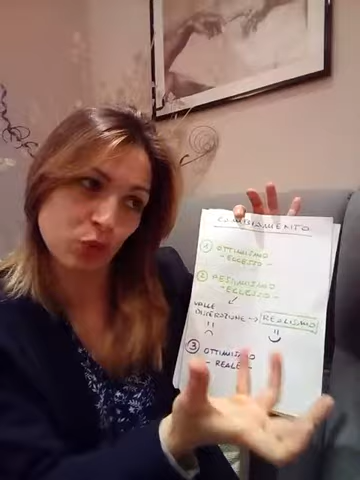 CAMBIAMENTO
1 OTTIMISMO
- ECCESSO -
2 PESSIMISMO
- ECCESSO -
VALLE
DISPERAZIONE → REALISMO
3 OTTIMISMO
- REALE -